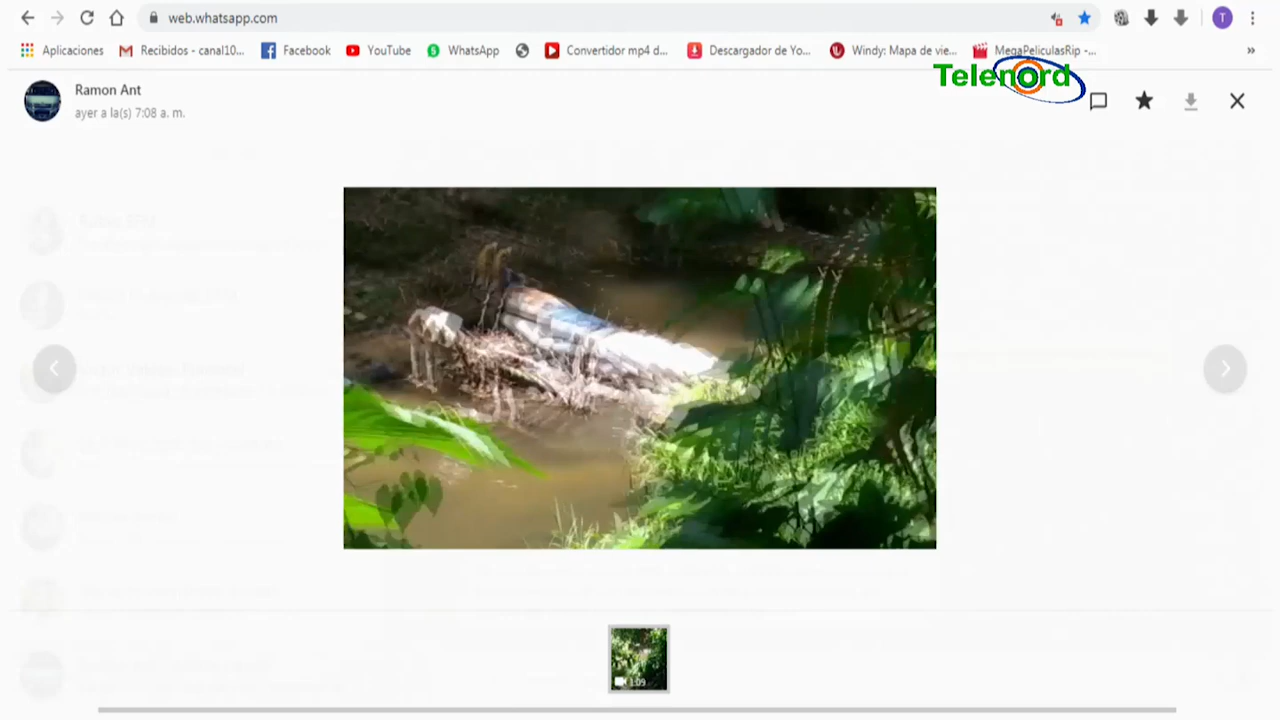 web.whatsapp.com
T
Aplicaciones
Recibidos - canal10...
Facebook
YouTube
WhatsApp
Convertidor mp4 d...
Descargador de Yo...
Windy: Mapa de vie...
MegaPeliculasRip -...
»
Telenord
Ramon Ant
ayer a la(s) 7:08 a. m.
1:09